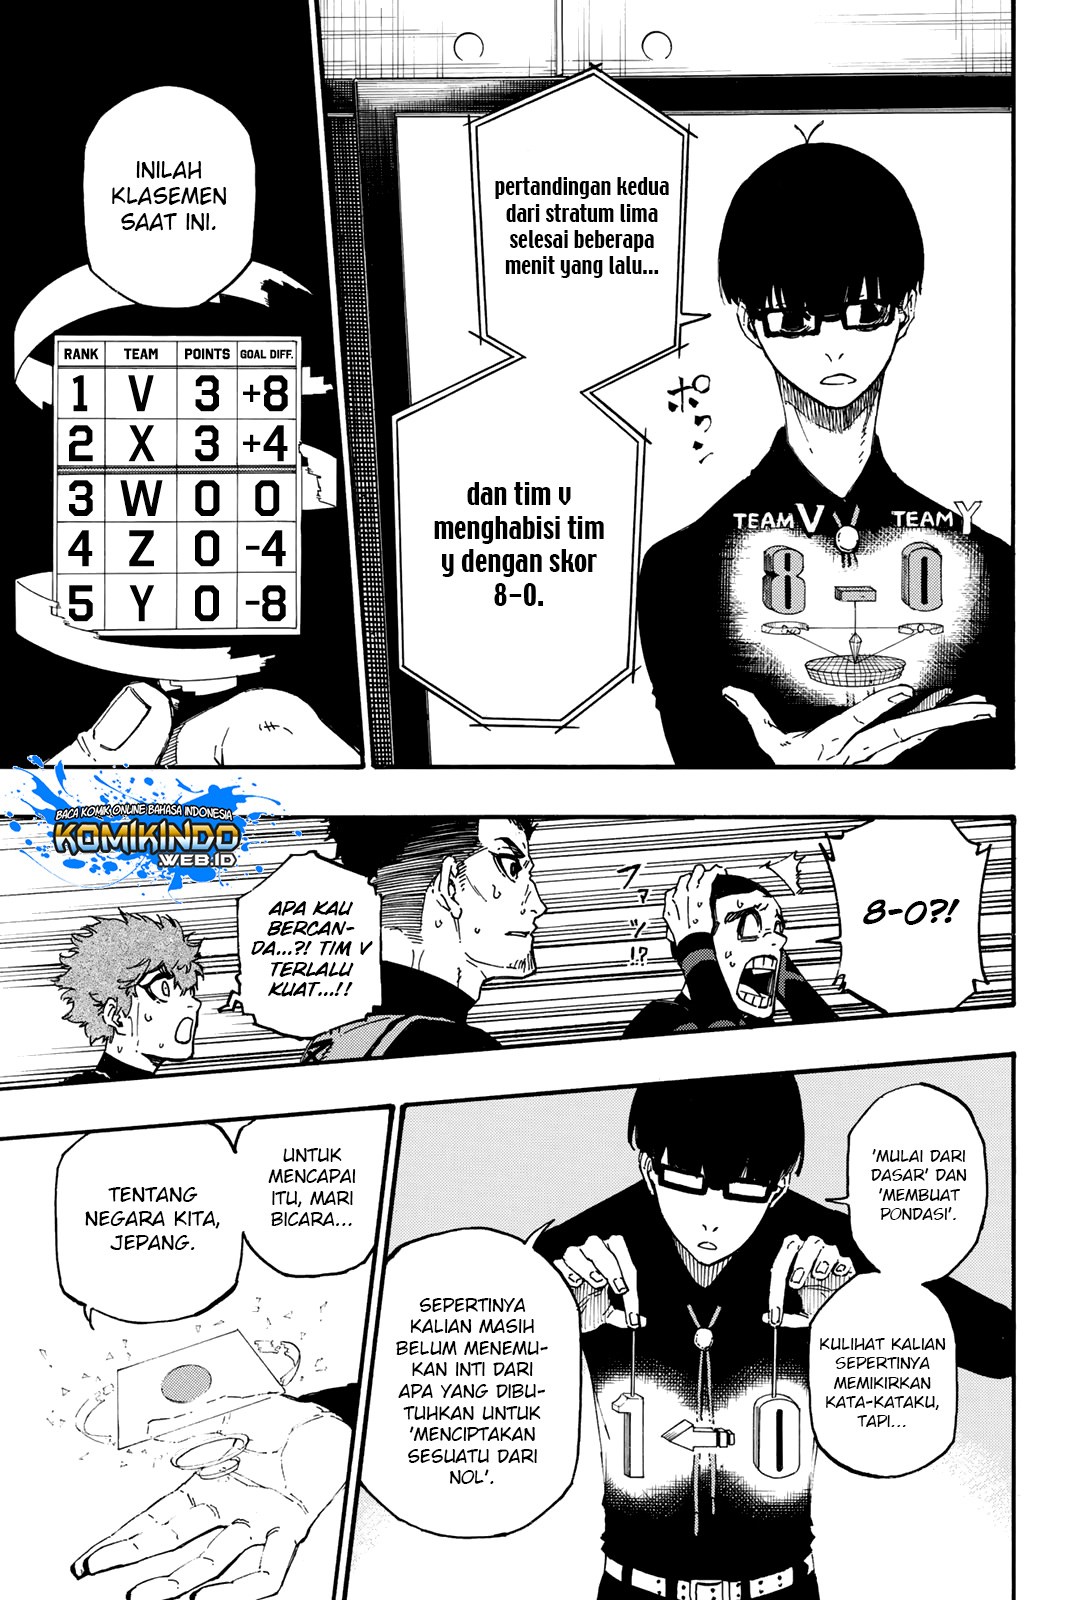 pertandingan kedua
dari stratum lima
selesai beberapa
menit yang lalu...
dan tim v
menghabisi tim
y dengan skor
8-0.
ポゥン
TEAM V TEAM Y
8-0
INILAH
KLASEMEN
SAAT INI.
RANK TEAM POINTS GOAL DIFF.
1 V 3 +8
2 X 3 +4
3 W 0 0
4 Z 0 -4
5 Y 0 -8
BACA KOMIK ONLINE BAHASA INDONESIA
KOMIKINDO
WEB.ID
8-0?!
APA KAU
BERCAN-
DA...?! TIM V
TERLALU
KUAT...!!
'MULAI DARI
DASAR' DAN
'MEMBUAT
PONDASI'.
KULIHAT KALIAN
SEPERTINYA
MEMIKIRKAN
KATA-KATAKU,
TAPI...
1 0
SEPERTINYA
KALIAN MASIH
BELUM MENEMU-
KAN INTI DARI
APA YANG DIBU-
TUHKAN UNTUK
'MENCIPTAKAN
SESUATU DARI
NOL'.
UNTUK
MENCAPAI
ITU, MARI
BICARA...
TENTANG
NEGARA KITA,
JEPANG.